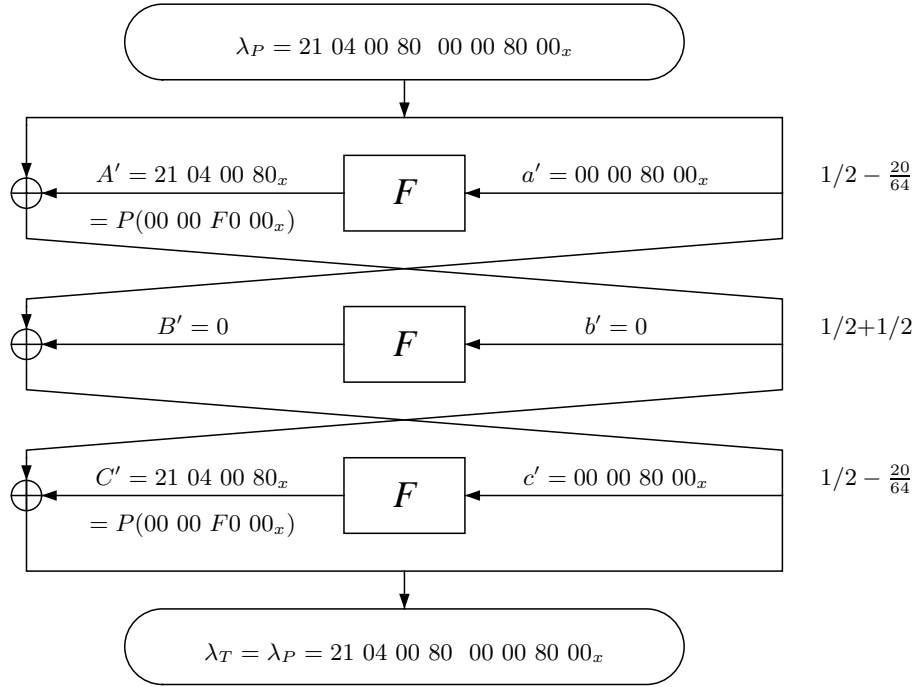 λ_P = 21 04 00 80  00 00 80 00_x
A′ = 21 04 00 80_x
= P(00 00 F0 00_x)
F
a′ = 00 00 80 00_x
1/2 − 20/64
B′ = 0
F
b′ = 0
1/2+1/2
C′ = 21 04 00 80_x
= P(00 00 F0 00_x)
F
c′ = 00 00 80 00_x
1/2 − 20/64
λ_T = λ_P = 21 04 00 80  00 00 80 00_x